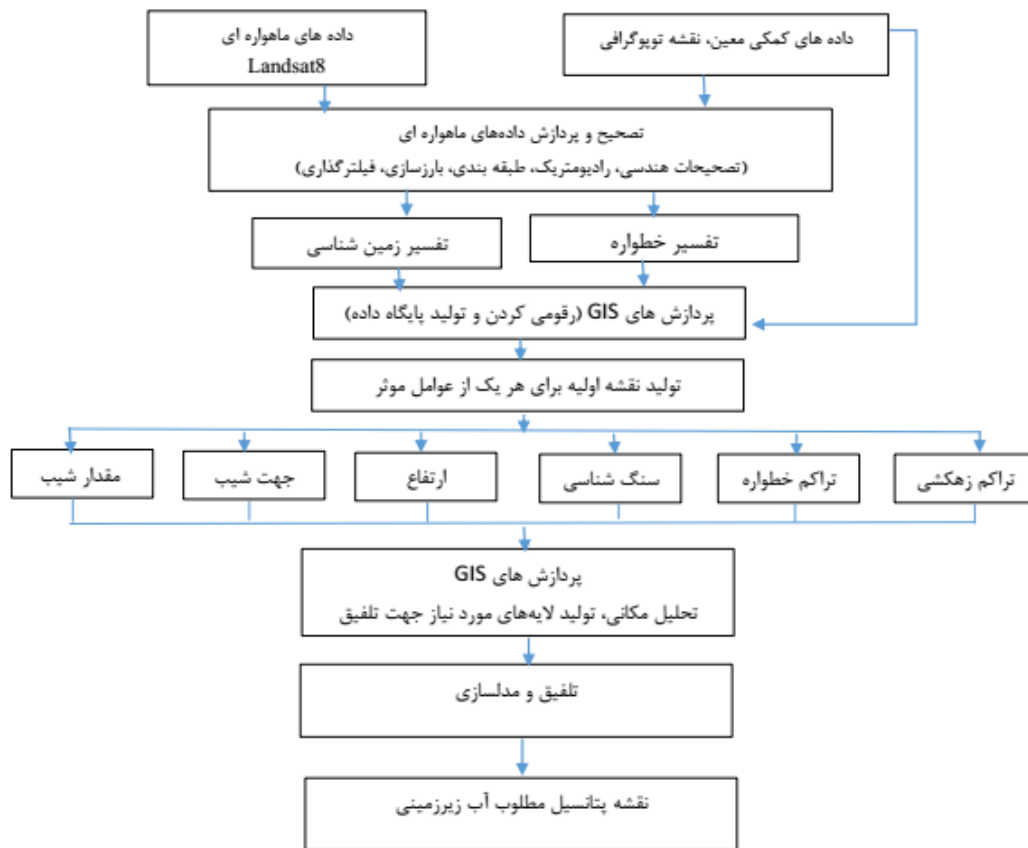 داده های ماهواره ای
Landsat8
داده های کمکی معین، نقشه توپوگرافی
تصحیح و پردازش داده‌های ماهواره ای
(تصحیحات هندسی، رادیومتریک، طبقه بندی، بارزسازی، فیلترگذاری)
تفسیر زمین شناسی
تفسیر خطواره
پردازش های GIS (رقومی کردن و تولید پایگاه داده)
تولید نقشه اولیه برای هر یک از عوامل موثر
مقدار شیب
جهت شیب
ارتفاع
سنگ شناسی
تراکم خطواره
تراکم زهکشی
پردازش های GIS
تحلیل مکانی، تولید لایه‌های مورد نیاز جهت تلفیق
تلفیق و مدلسازی
نقشه پتانسیل مطلوب آب زیرزمینی